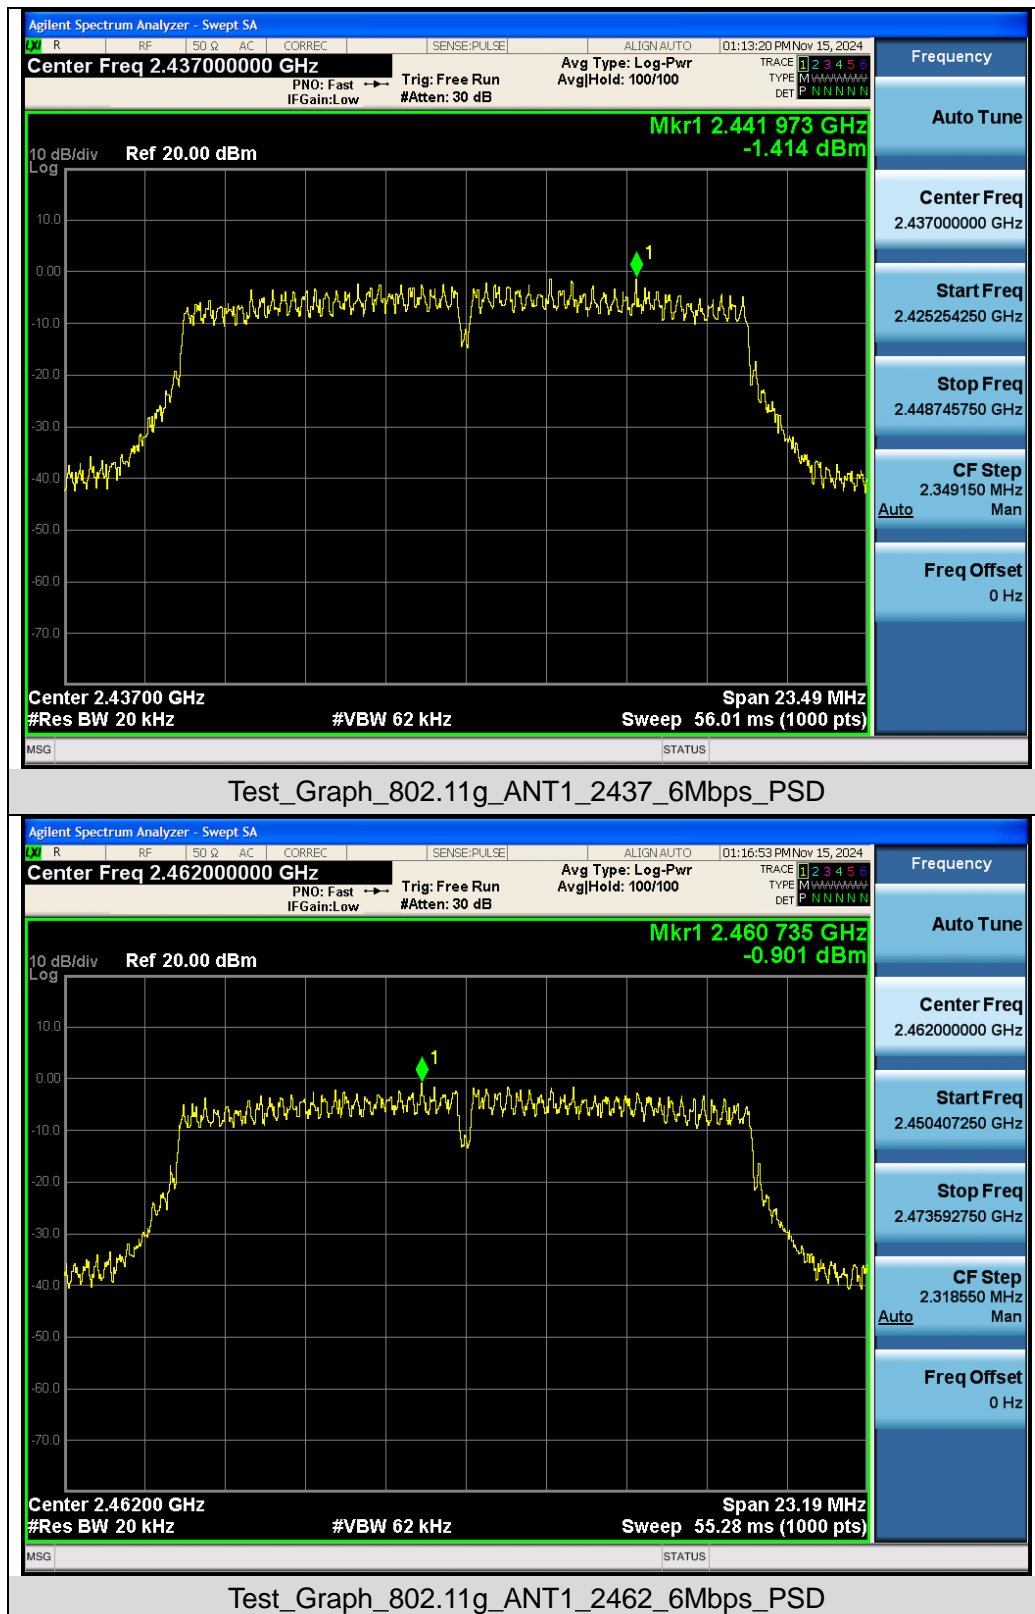 Agilent Spectrum Analyzer - Swept SA
LXI R RF 50 Ω AC CORREC SENSE:PULSE ALIGN AUTO 01:13:20 PM Nov 15, 2024
Center Freq 2.437000000 GHz
PNO: Fast
IFGain:Low
Trig: Free Run
#Atten: 30 dB
Avg Type: Log-Pwr
Avg|Hold: 100/100
TRACE 1 2 3 4 5 6
TYPE M WWWWW
DET P N N N N N
Mkr1 2.441 973 GHz
-1.414 dBm
10 dB/div Ref 20.00 dBm
Log
10.0
0.00
1
-10.0
-20.0
-30.0
-40.0
-50.0
-60.0
-70.0
Center 2.43700 GHz Span 23.49 MHz
#Res BW 20 kHz #VBW 62 kHz Sweep 56.01 ms (1000 pts)
MSG STATUS
Frequency
Auto Tune
Center Freq
2.437000000 GHz
Start Freq
2.425254250 GHz
Stop Freq
2.448745750 GHz
CF Step
2.349150 MHz
Auto Man
Freq Offset
0 Hz
Test_Graph_802.11g_ANT1_2437_6Mbps_PSD
Agilent Spectrum Analyzer - Swept SA
LXI R RF 50 Ω AC CORREC SENSE:PULSE ALIGN AUTO 01:16:53 PM Nov 15, 2024
Center Freq 2.462000000 GHz
PNO: Fast
IFGain:Low
Trig: Free Run
#Atten: 30 dB
Avg Type: Log-Pwr
Avg|Hold: 100/100
TRACE 1 2 3 4 5 6
TYPE M WWWWW
DET P N N N N N
Mkr1 2.460 735 GHz
-0.901 dBm
10 dB/div Ref 20.00 dBm
Log
10.0
1
0.00
-10.0
-20.0
-30.0
-40.0
-50.0
-60.0
-70.0
Center 2.46200 GHz Span 23.19 MHz
#Res BW 20 kHz #VBW 62 kHz Sweep 55.28 ms (1000 pts)
MSG STATUS
Frequency
Auto Tune
Center Freq
2.462000000 GHz
Start Freq
2.450407250 GHz
Stop Freq
2.473592750 GHz
CF Step
2.318550 MHz
Auto Man
Freq Offset
0 Hz
Test_Graph_802.11g_ANT1_2462_6Mbps_PSD